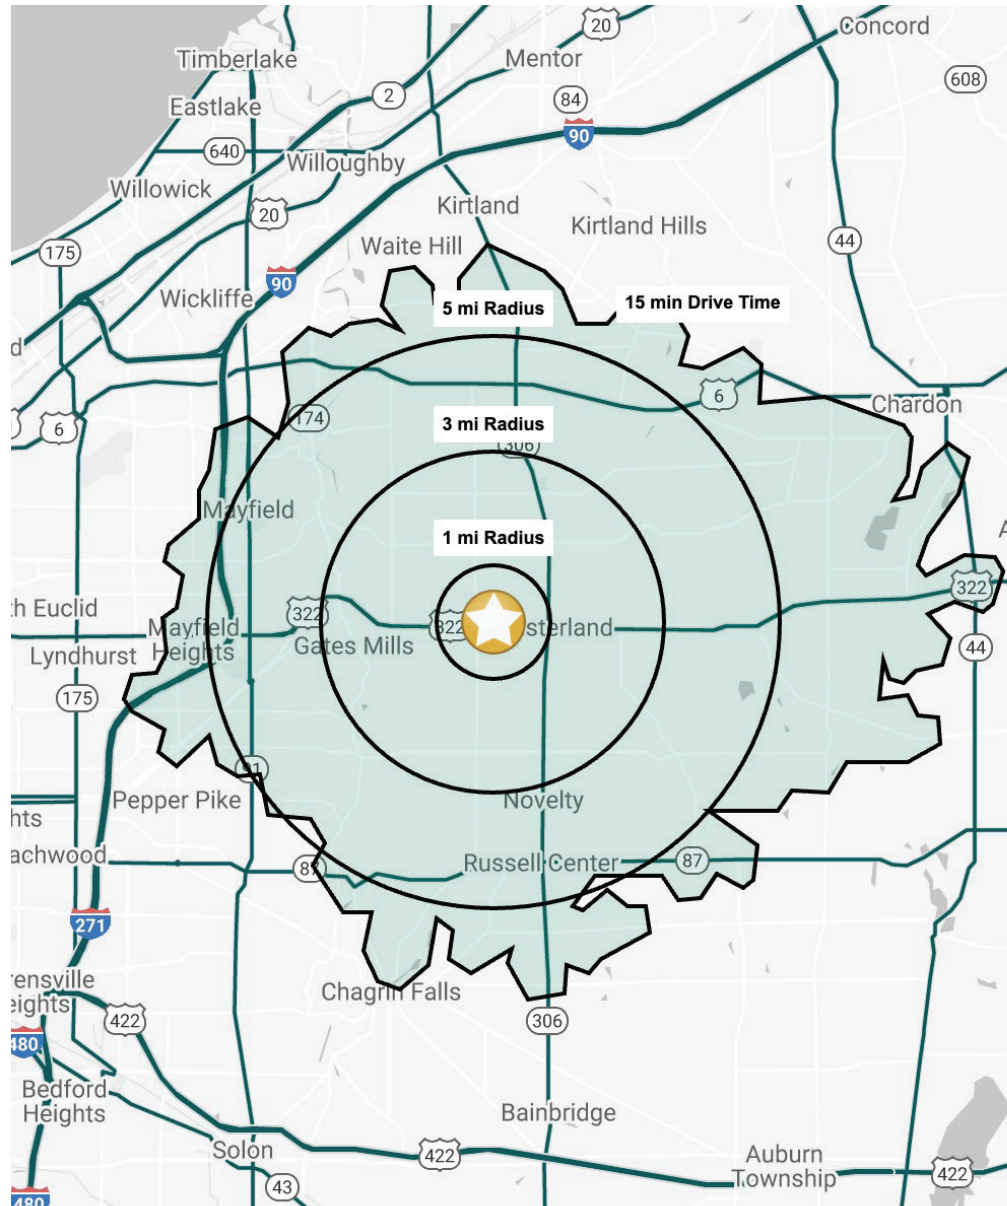 20
Concord
Timberlake
Mentor
608
2
84
Eastlake
90
640
Willoughby
Willowick
20
Kirtland
Kirtland Hills
44
175
Waite Hill
90
Wickliffe
5 mi Radius
15 min Drive Time
d
6
6
Chardon
174
3 mi Radius
306
Mayfield
1 mi Radius
A
322
th Euclid
322
322
sterland
Mayfield
Heights
Gates Mills
Lyndhurst
44
175
91
Pepper Pike
Novelty
hts
achwood
87
Russell Center
87
271
rensville
eights
Chagrin Falls
422
306
480
Bedford
Heights
Bainbridge
Solon
422
Auburn
Township
422
43
480